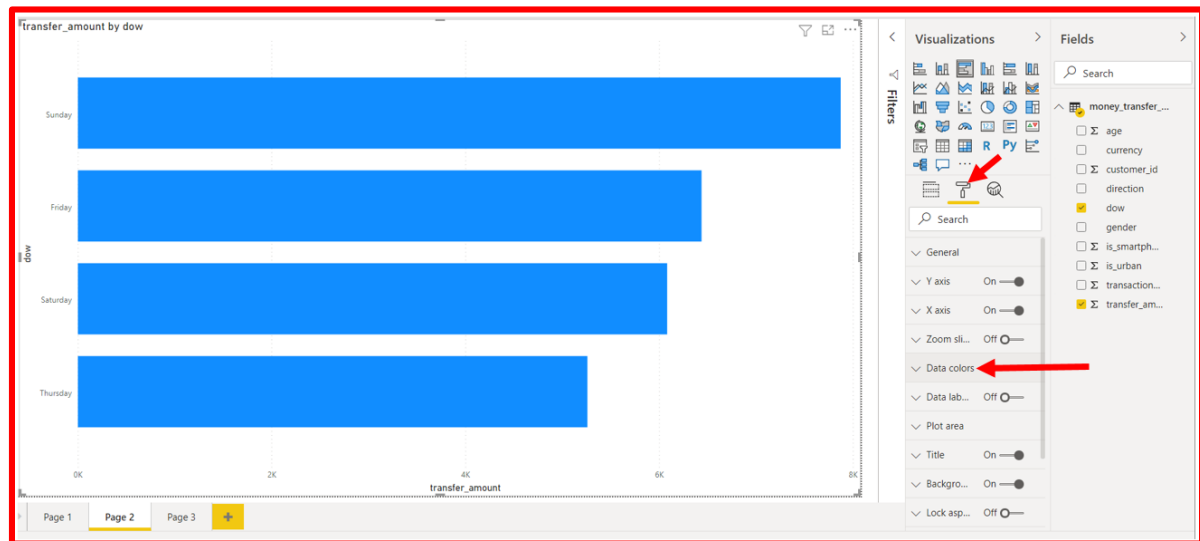 transfer_amount by dow
Sunday
Friday
Saturday
Thursday
dow
0K 2K 4K 6K 8K
transfer_amount
Page 1 Page 2 Page 3 +
Filters
Visualizations
R Py
123
Search
General
Y axis On
X axis On
Zoom sli... Off
Data colors
Data lab... Off
Plot area
Title On
Backgro... On
Lock asp... Off
Fields
Search
money_transfer_...
Σ age
currency
Σ customer_id
direction
dow
gender
Σ is_smartph...
Σ is_urban
Σ transaction...
Σ transfer_am...